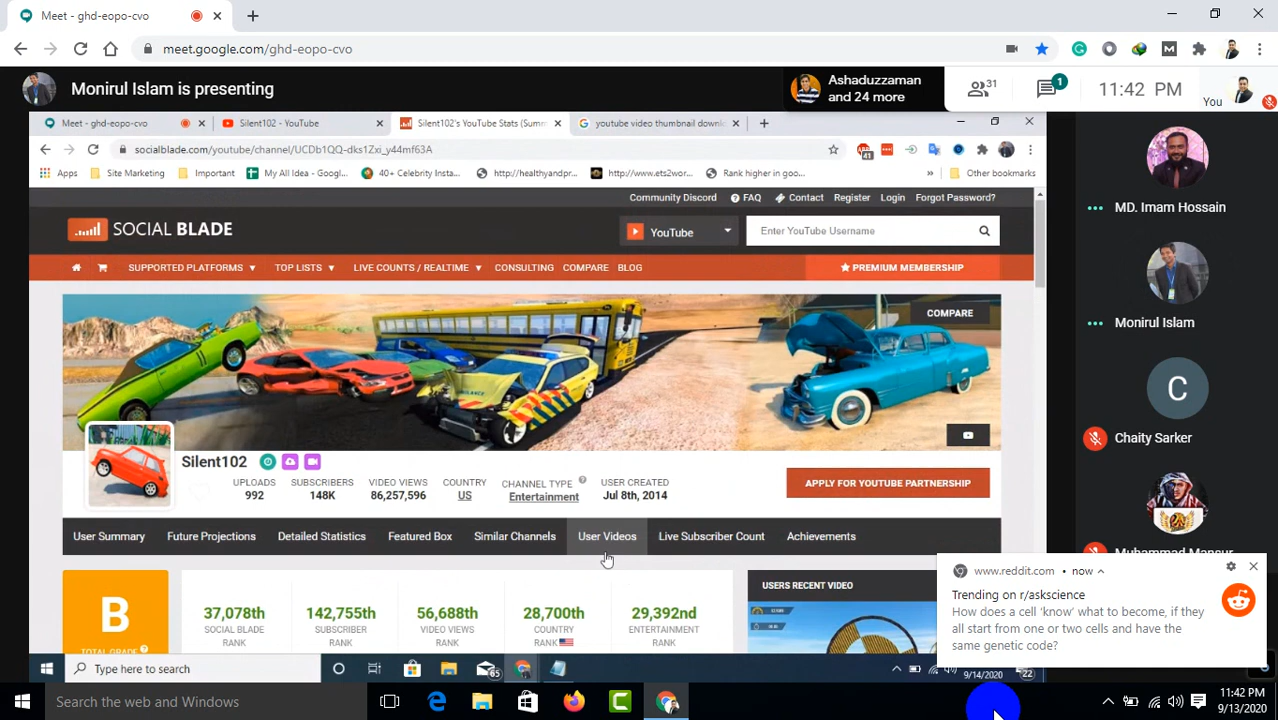 Meet - ghd-eopo-cvo
meet.google.com/ghd-eopo-cvo
Monirul Islam is presenting
Ashaduzzaman
and 24 more
31
1
11:42 PM
You
Meet - ghd-eopo-cvo
Silent102 - YouTube
Silent102's YouTube Stats (Summ
youtube video thumbnail downl
socialblade.com/youtube/channel/UCDb1QQ-dks1Zxi_y44mf63A
41
Apps
Site Marketing
Important
My All Idea - Googl...
40+ Celebrity Insta...
http://healthyandpr...
http://www.ets2wor...
Rank higher in goo...
»
Other bookmarks
Community Discord
FAQ
Contact
Register
Login
Forgot Password?
SOCIAL BLADE
YouTube
Enter YouTube Username
SUPPORTED PLATFORMS
TOP LISTS
LIVE COUNTS / REALTIME
CONSULTING
COMPARE
BLOG
PREMIUM MEMBERSHIP
COMPARE
AMBULANCE
Silent102
UPLOADS
992
SUBSCRIBERS
148K
VIDEO VIEWS
86,257,596
COUNTRY
US
CHANNEL TYPE
Entertainment
USER CREATED
Jul 8th, 2014
APPLY FOR YOUTUBE PARTNERSHIP
User Summary
Future Projections
Detailed Statistics
Featured Box
Similar Channels
User Videos
Live Subscriber Count
Achievements
B
TOTAL GRADE
37,078th
SOCIAL BLADE
RANK
142,755th
SUBSCRIBER
RANK
56,688th
VIDEO VIEWS
RANK
28,700th
COUNTRY
RANK
29,392nd
ENTERTAINMENT
RANK
USERS RECENT VIDEO
MD. Imam Hossain
Monirul Islam
C
Chaity Sarker
Muhammad Mansur
www.reddit.com • now
Trending on r/askscience
How does a cell ‘know’ what to become, if they
all start from one or two cells and have the
same genetic code?
Type here to search
65
9/14/2020
22
Search the web and Windows
11:42 PM
9/13/2020